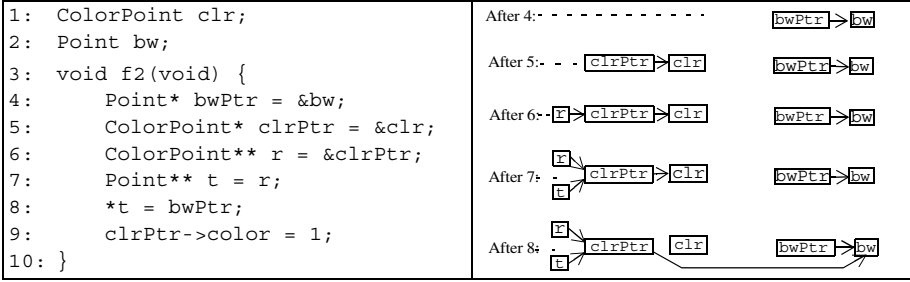 1: ColorPoint clr;
2: Point bw;
3: void f2(void) {
4: Point* bwPtr = &bw;
5: ColorPoint* clrPtr = &clr;
6: ColorPoint** r = &clrPtr;
7: Point** t = r;
8: *t = bwPtr;
9: clrPtr->color = 1;
10: }
After 4: bwPtr bw
After 5: clrPtr clr bwPtr bw
After 6: r clrPtr clr bwPtr bw
r
After 7: clrPtr clr bwPtr bw
t
r
After 8: clrPtr clr bwPtr bw
t